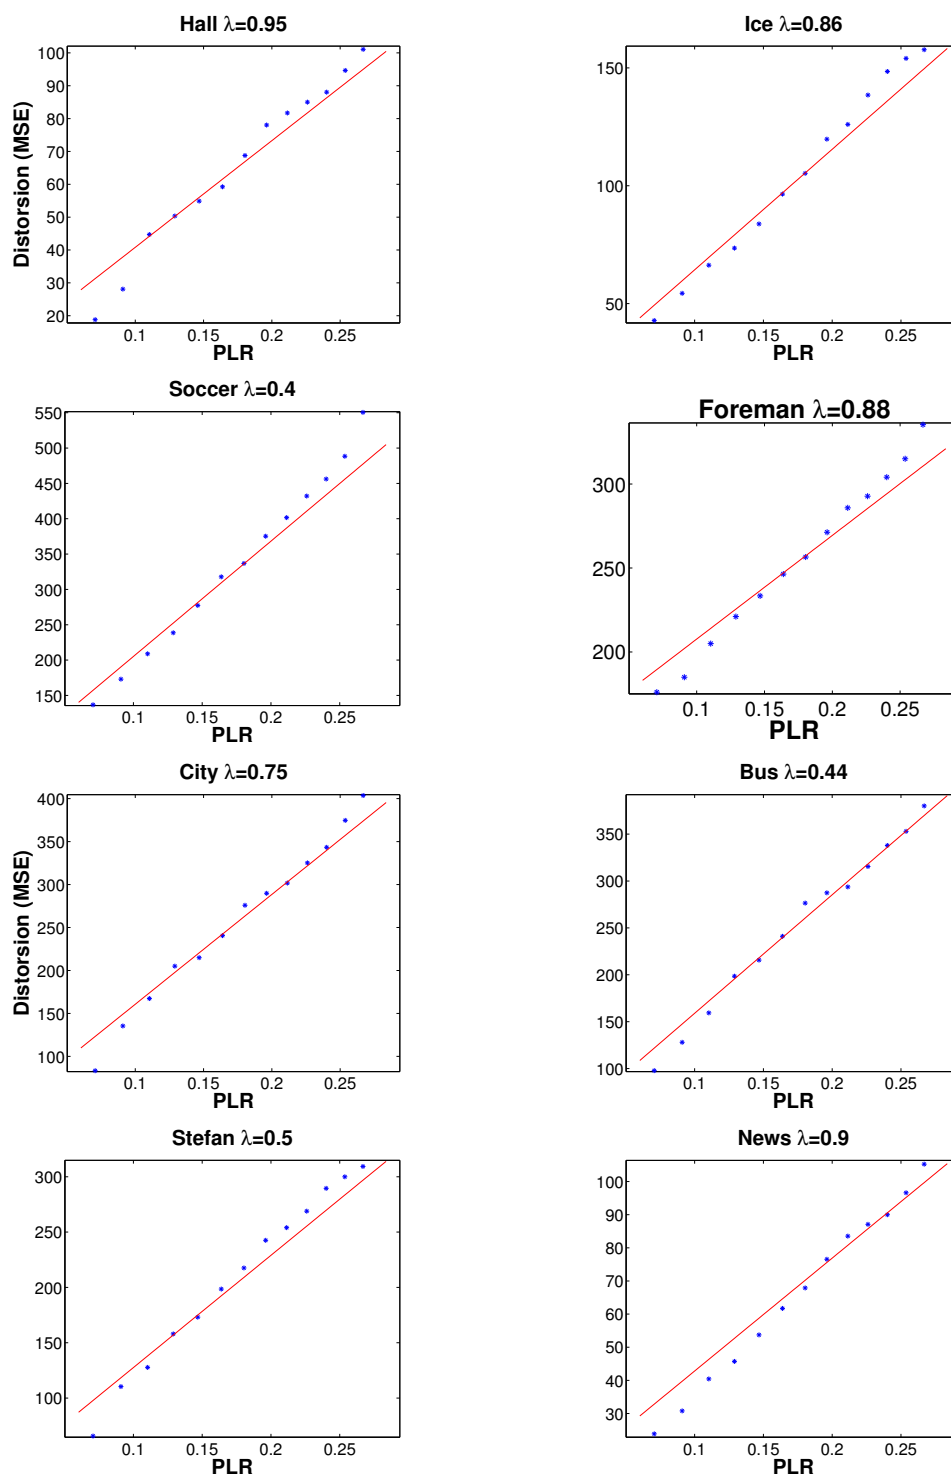 Hall λ=0.95
Distorsion (MSE)
100
90
80
70
60
50
40
30
20
0.1 0.15 0.2 0.25
PLR
Ice λ=0.86
150
100
50
0.1 0.15 0.2 0.25
PLR
Soccer λ=0.4
550
500
450
400
350
300
250
200
150
0.1 0.15 0.2 0.25
PLR
Foreman λ=0.88
300
250
200
0.1 0.15 0.2 0.25
PLR
City λ=0.75
Distorsion (MSE)
400
350
300
250
200
150
100
0.1 0.15 0.2 0.25
PLR
Bus λ=0.44
350
300
250
200
150
100
0.1 0.15 0.2 0.25
PLR
Stefan λ=0.5
300
250
200
150
100
0.1 0.15 0.2 0.25
PLR
News λ=0.9
100
90
80
70
60
50
40
30
0.1 0.15 0.2 0.25
PLR